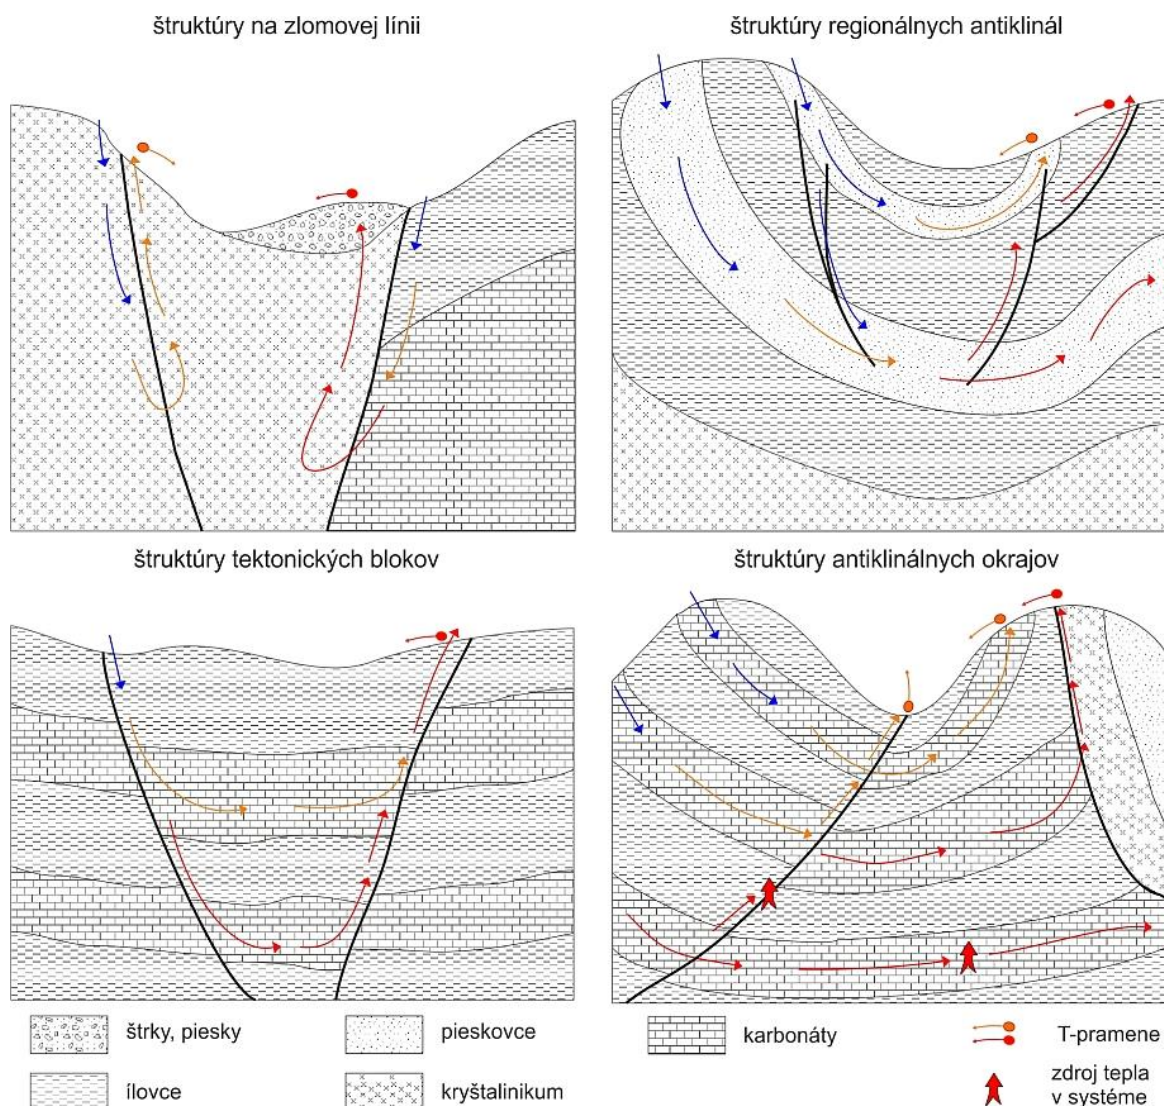 štruktúry na zlomovej línii
štruktúry regionálnych antiklinál
štruktúry tektonických blokov
štruktúry antiklinálnych okrajov
štrky, piesky
pieskovce
karbonáty
T-pramene
ílovce
kryštalinikum
zdroj tepla
v systéme